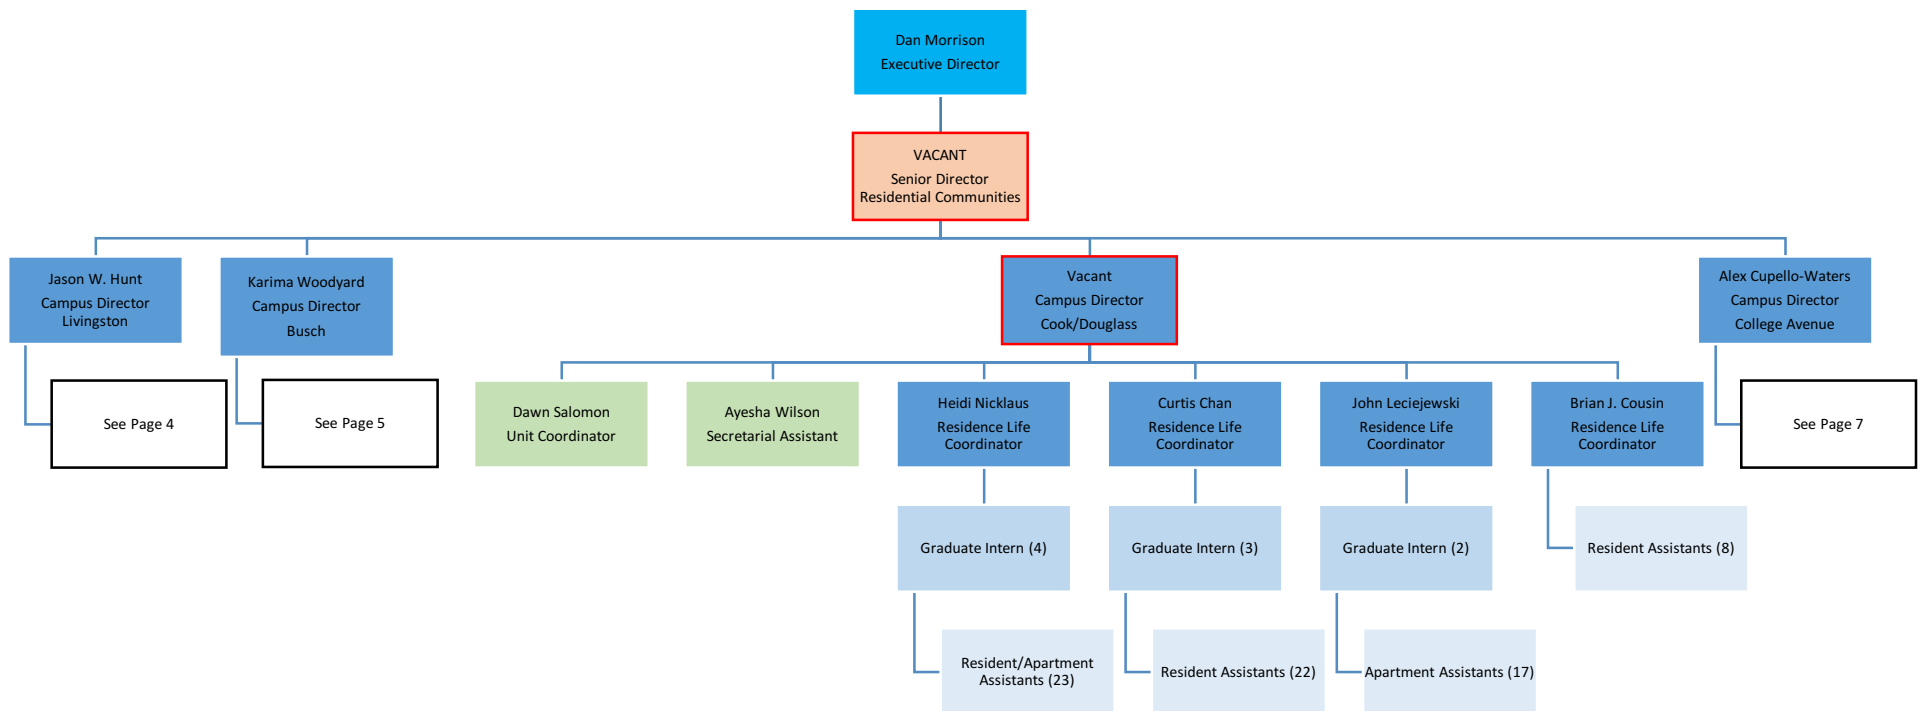 Dan Morrison
Executive Director
VACANT
Senior Director
Residential Communities
Jason W. Hunt
Campus Director
Livingston
Karima Woodyard
Campus Director
Busch
Vacant
Campus Director
Cook/Douglass
Alex Cupello-Waters
Campus Director
College Avenue
See Page 4
See Page 5
Dawn Salomon
Unit Coordinator
Ayesha Wilson
Secretarial Assistant
Heidi Nicklaus
Residence Life
Coordinator
Curtis Chan
Residence Life
Coordinator
John Leciejewski
Residence Life
Coordinator
Brian J. Cousin
Residence Life
Coordinator
See Page 7
Graduate Intern (4)
Graduate Intern (3)
Graduate Intern (2)
Resident Assistants (8)
Resident/Apartment
Assistants (23)
Resident Assistants (22)
Apartment Assistants (17)